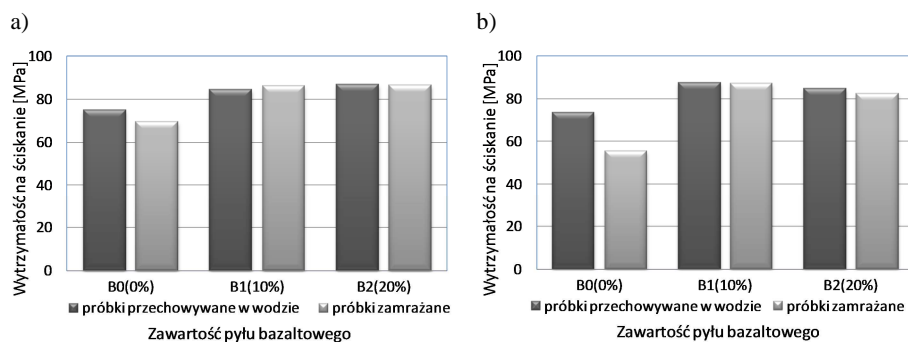 a)
Wytrzymałość na ściskanie [MPa]
100
80
60
40
20
0
B0(0%) B1(10%) B2(20%)
próbki przechowywane w wodzie próbki zamrażane
Zawartość pyłu bazaltowego
b)
Wytrzymałość na ściskanie [MPa]
100
80
60
40
20
0
B0(0%) B1(10%) B2(20%)
próbki przechowywane w wodzie próbki zamrażane
Zawartość pyłu bazaltowego